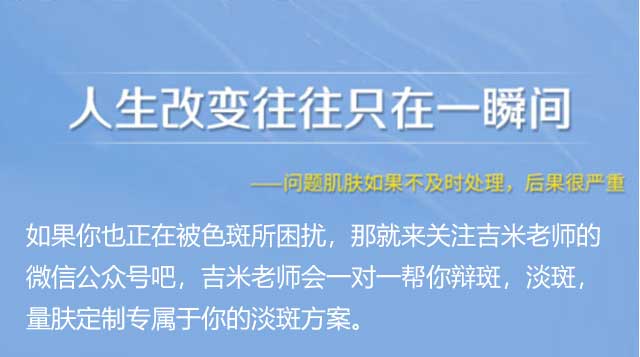 人生改变往往只在一瞬间
——问题肌肤如果不及时处理，后果很严重
如果你也正在被色斑所困扰，那就来关注吉米老师的
微信公众号吧，吉米老师会一对一帮你辩斑，淡斑，
量肤定制专属于你的淡斑方案。